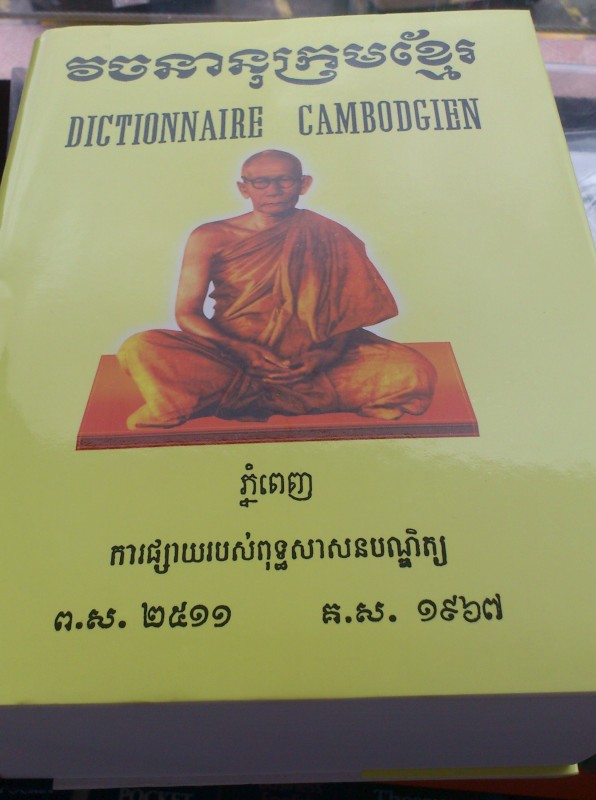 វចនានុក្រមខ្មែរ
DICTIONNAIRE CAMBODGIEN
ភ្នំពេញ
ការផ្សាយរបស់ពុទ្ធសាសនបណ្ឌិត្យ
ព.ស. ២៥១១ គ.ស. ១៩៦៧
POCKET